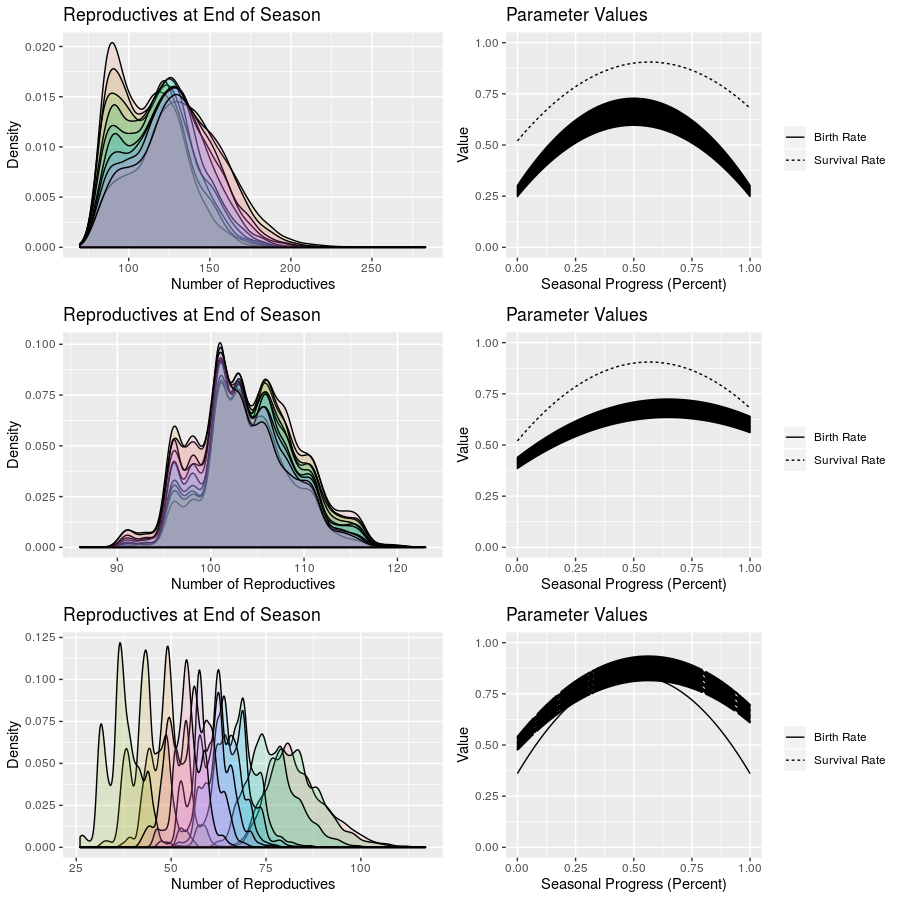 Reproductives at End of Season
Density
0.020
0.015
0.010
0.005
0.000
100 150 200 250
Number of Reproductives
Parameter Values
Value
1.00
0.75
0.50
0.25
0.00
0.00 0.25 0.50 0.75 1.00
Seasonal Progress (Percent)
Birth Rate
Survival Rate
Reproductives at End of Season
Density
0.100
0.075
0.050
0.025
0.000
90 100 110 120
Number of Reproductives
Parameter Values
Value
1.00
0.75
0.50
0.25
0.00
0.00 0.25 0.50 0.75 1.00
Seasonal Progress (Percent)
Birth Rate
Survival Rate
Reproductives at End of Season
Density
0.125
0.100
0.075
0.050
0.025
0.000
25 50 75 100
Number of Reproductives
Parameter Values
Value
1.00
0.75
0.50
0.25
0.00
0.00 0.25 0.50 0.75 1.00
Seasonal Progress (Percent)
Birth Rate
Survival Rate